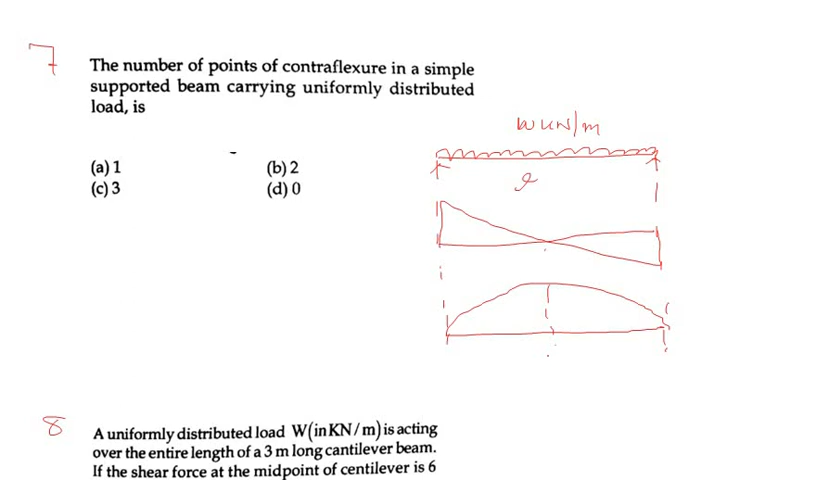 7
The number of points of contraflexure in a simple
supported beam carrying uniformly distributed
load, is
W KN/m
(a) 1
(b) 2
(c) 3
(d) 0
l
8
A uniformly distributed load W(in KN/m) is acting
over the entire length of a 3 m long cantilever beam.
If the shear force at the midpoint of centilever is 6